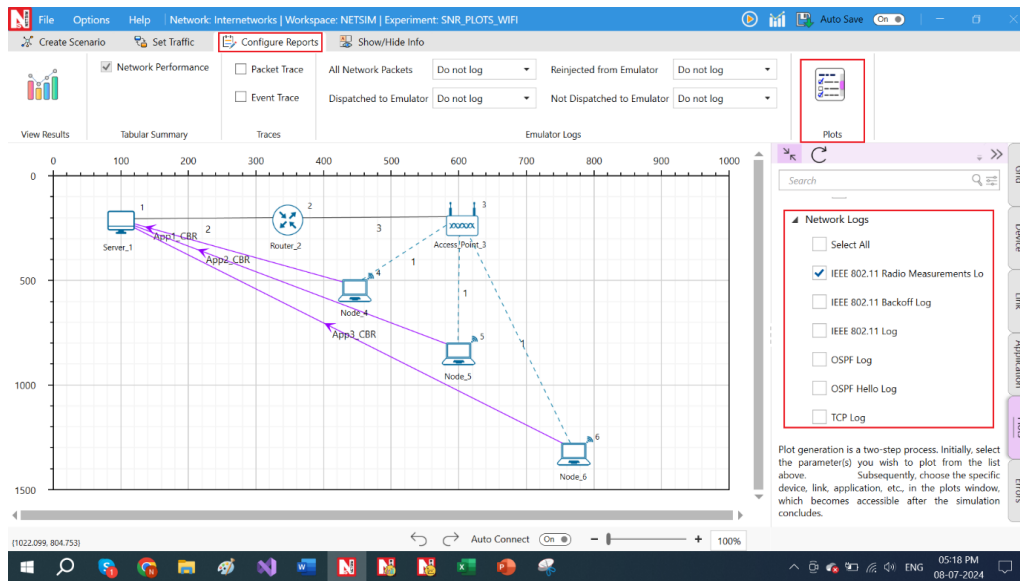 File Options Help Network: Internetworks | Workspace: NETSIM | Experiment: SNR_PLOTS_WIFI Auto Save On
Create Scenario Set Traffic Configure Reports Show/Hide Info
Network Performance Packet Trace All Network Packets Do not log Reinjected from Emulator Do not log
Event Trace Dispatched to Emulator Do not log Not Dispatched to Emulator Do not log
View Results Tabular Summary Traces Emulator Logs Plots
0 100 200 300 400 500 600 700 800 900 1000
0
Search
1 2 3
Network Logs
2 3
App1_CBR
Server_1 Router_2 Access_Point_3
Select All
App2_CBR 1
4
500
IEEE 802.11 Radio Measurements Lo
1
IEEE 802.11 Backoff Log
Node_4
App3_CBR 5 1
IEEE 802.11 Log
OSPF Log
Node_5
1000
OSPF Hello Log
TCP Log
6
Node_6
1500
Plot generation is a two-step process. Initially, select
the parameter(s) you wish to plot from the list
above. Subsequently, choose the specific
device, link, application, etc., in the plots window,
which becomes accessible after the simulation
concludes.
Grid
Device
Link
Application
Errors
(1022.099, 804.753) Auto Connect On - + 100%
ENG 05:18 PM
08-07-2024